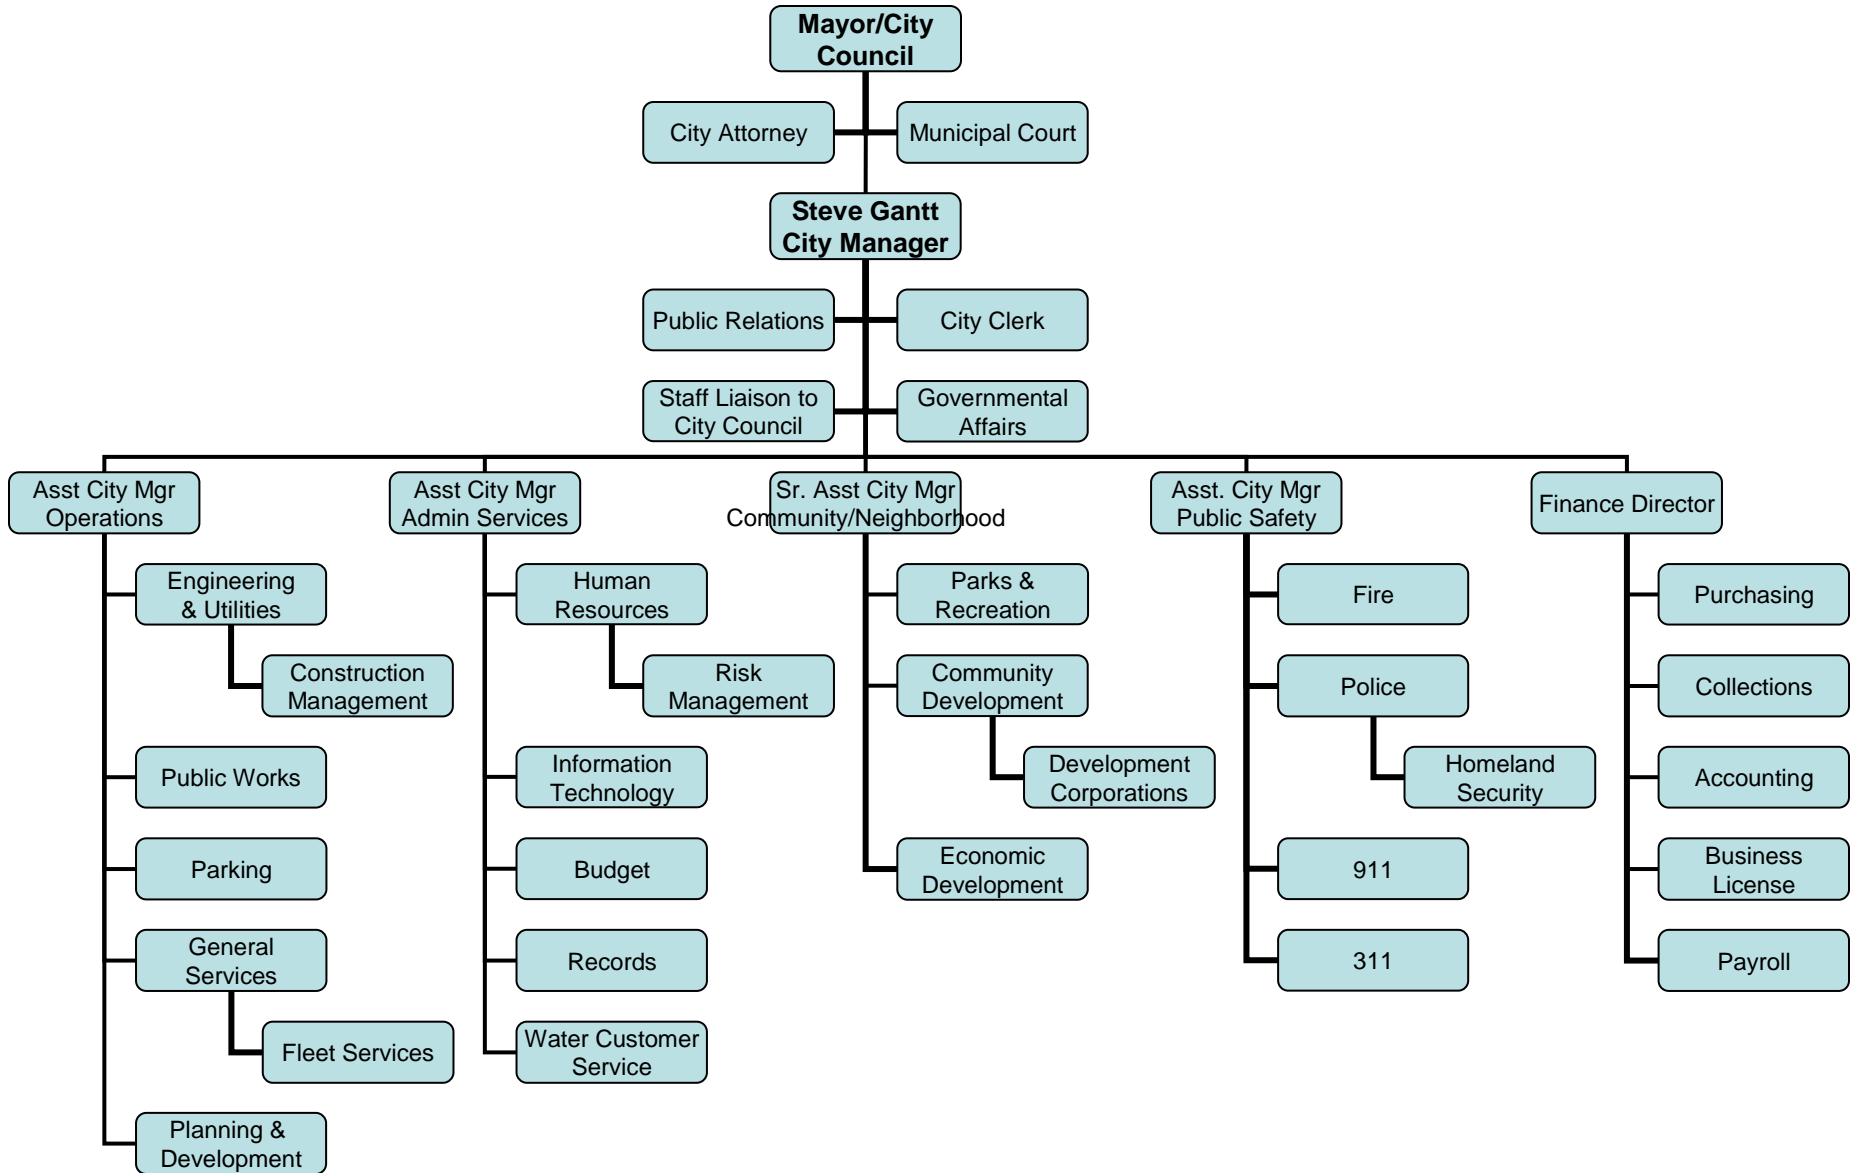 Mayor/City
Council
City Attorney
Municipal Court
Steve Gantt
City Manager
Public Relations
City Clerk
Staff Liaison to
City Council
Governmental
Affairs
Asst City Mgr
Operations
Asst City Mgr
Admin Services
Sr. Asst City Mgr
Community/Neighborhood
Asst. City Mgr
Public Safety
Finance Director
Engineering
& Utilities
Construction
Management
Public Works
Parking
General
Services
Fleet Services
Planning &
Development
Human
Resources
Risk
Management
Information
Technology
Budget
Records
Water Customer
Service
Parks &
Recreation
Community
Development
Development
Corporations
Economic
Development
Fire
Police
Homeland
Security
911
311
Purchasing
Collections
Accounting
Business
License
Payroll